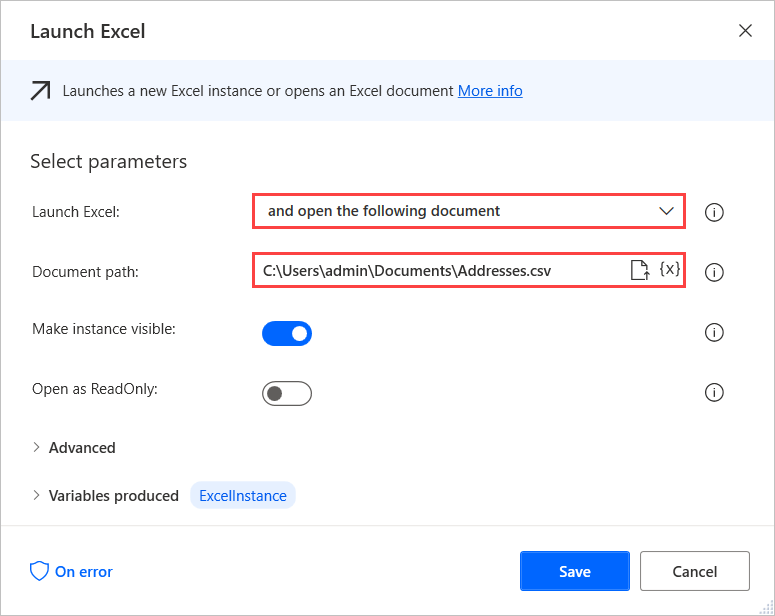 Launch Excel
Launches a new Excel instance or opens an Excel document More info
Select parameters
Launch Excel: and open the following document
Document path: C:\Users\admin\Documents\Addresses.csv {x}
Make instance visible:
Open as ReadOnly:
Advanced
Variables produced ExcelInstance
On error Save Cancel